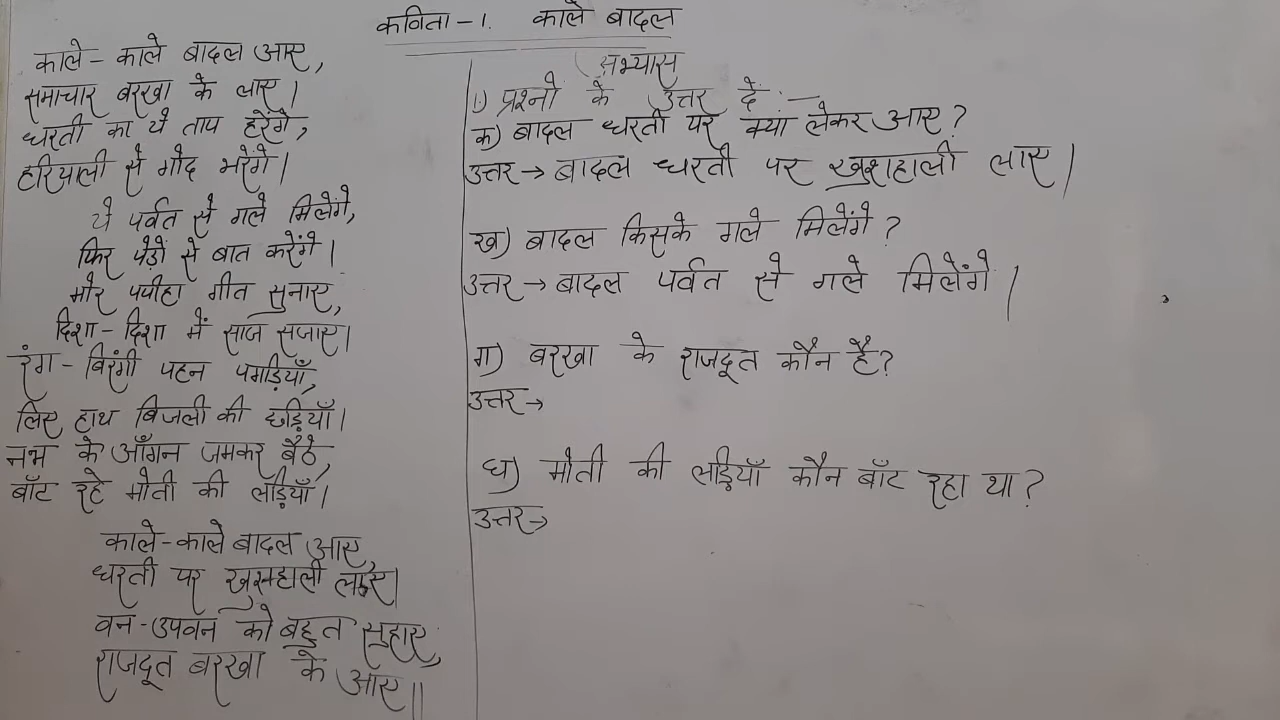 कविता - 1. काले बादल
काले - काले बादल आए,
समाचार बरखा के लाए।
धरती का ये ताप हरेंगे,
हरियाली से गोद भरेंगे।
ये पर्वत से गले मिलेंगे,
फिर पेड़ों से बात करेंगे।
मोर पपीहा गीत सुनाए,
दिशा - दिशा में साज सजाए।
रंग - बिरंगी पहन पगड़ियाँ,
लिए हाथ बिजली की छड़ियाँ।
नभ के आँगन जमकर बैठे,
बाँट रहे मोती की लड़ियाँ।
काले - काले बादल आए,
धरती पर खुशहाली लाए।
वन - उपवन को बहुत सुहाए,
राजदूत बरखा के आए॥
अभ्यास
1) प्रश्नो के उत्तर दें :-
क) बादल धरती पर क्या लेकर आए?
उत्तर → बादल धरती पर खुशहाली लाए।
ख) बादल किसके गले मिलेंगे?
उत्तर → बादल पर्वत से गले मिलेंगे।
ग) बरखा के राजदूत कौन है?
उत्तर →
घ) मोती की लड़ियाँ कौन बाँट रहा था?
उत्तर →